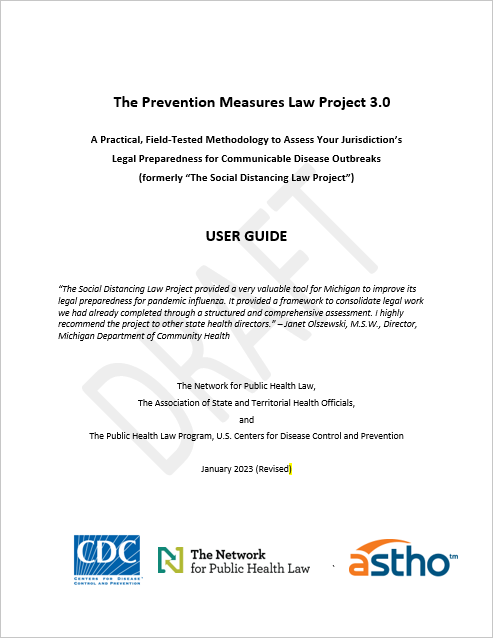 The Prevention Measures Law Project 3.0
A Practical, Field-Tested Methodology to Assess Your Jurisdiction's
Legal Preparedness for Communicable Disease Outbreaks
(formerly “The Social Distancing Law Project”)
USER GUIDE
DRAFT
“The Social Distancing Law Project provided a very valuable tool for Michigan to improve its
legal preparedness for pandemic influenza. It provided a framework to consolidate legal work
we had already completed through a structured and comprehensive assessment. I highly
recommend the project to other state health directors.” – Janet Olszewski, M.S.W., Director,
Michigan Department of Community Health
The Network for Public Health Law,
The Association of State and Territorial Health Officials,
and
The Public Health Law Program, U.S. Centers for Disease Control and Prevention
January 2023 (Revised)
CDC
CENTERS FOR DISEASE
CONTROL AND PREVENTION
The Network
for Public Health Law
astho™